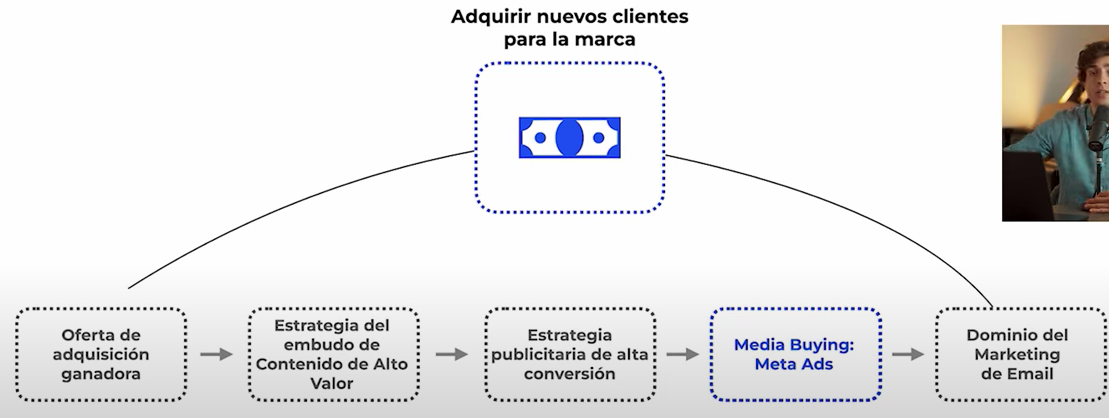 Adquirir nuevos clientes
para la marca
Oferta de
adquisición
ganadora
Estrategia del
embudo de
Contenido de Alto
Valor
Estrategia
publicitaria de alta
conversión
Media Buying:
Meta Ads
Dominio del
Marketing
de Email